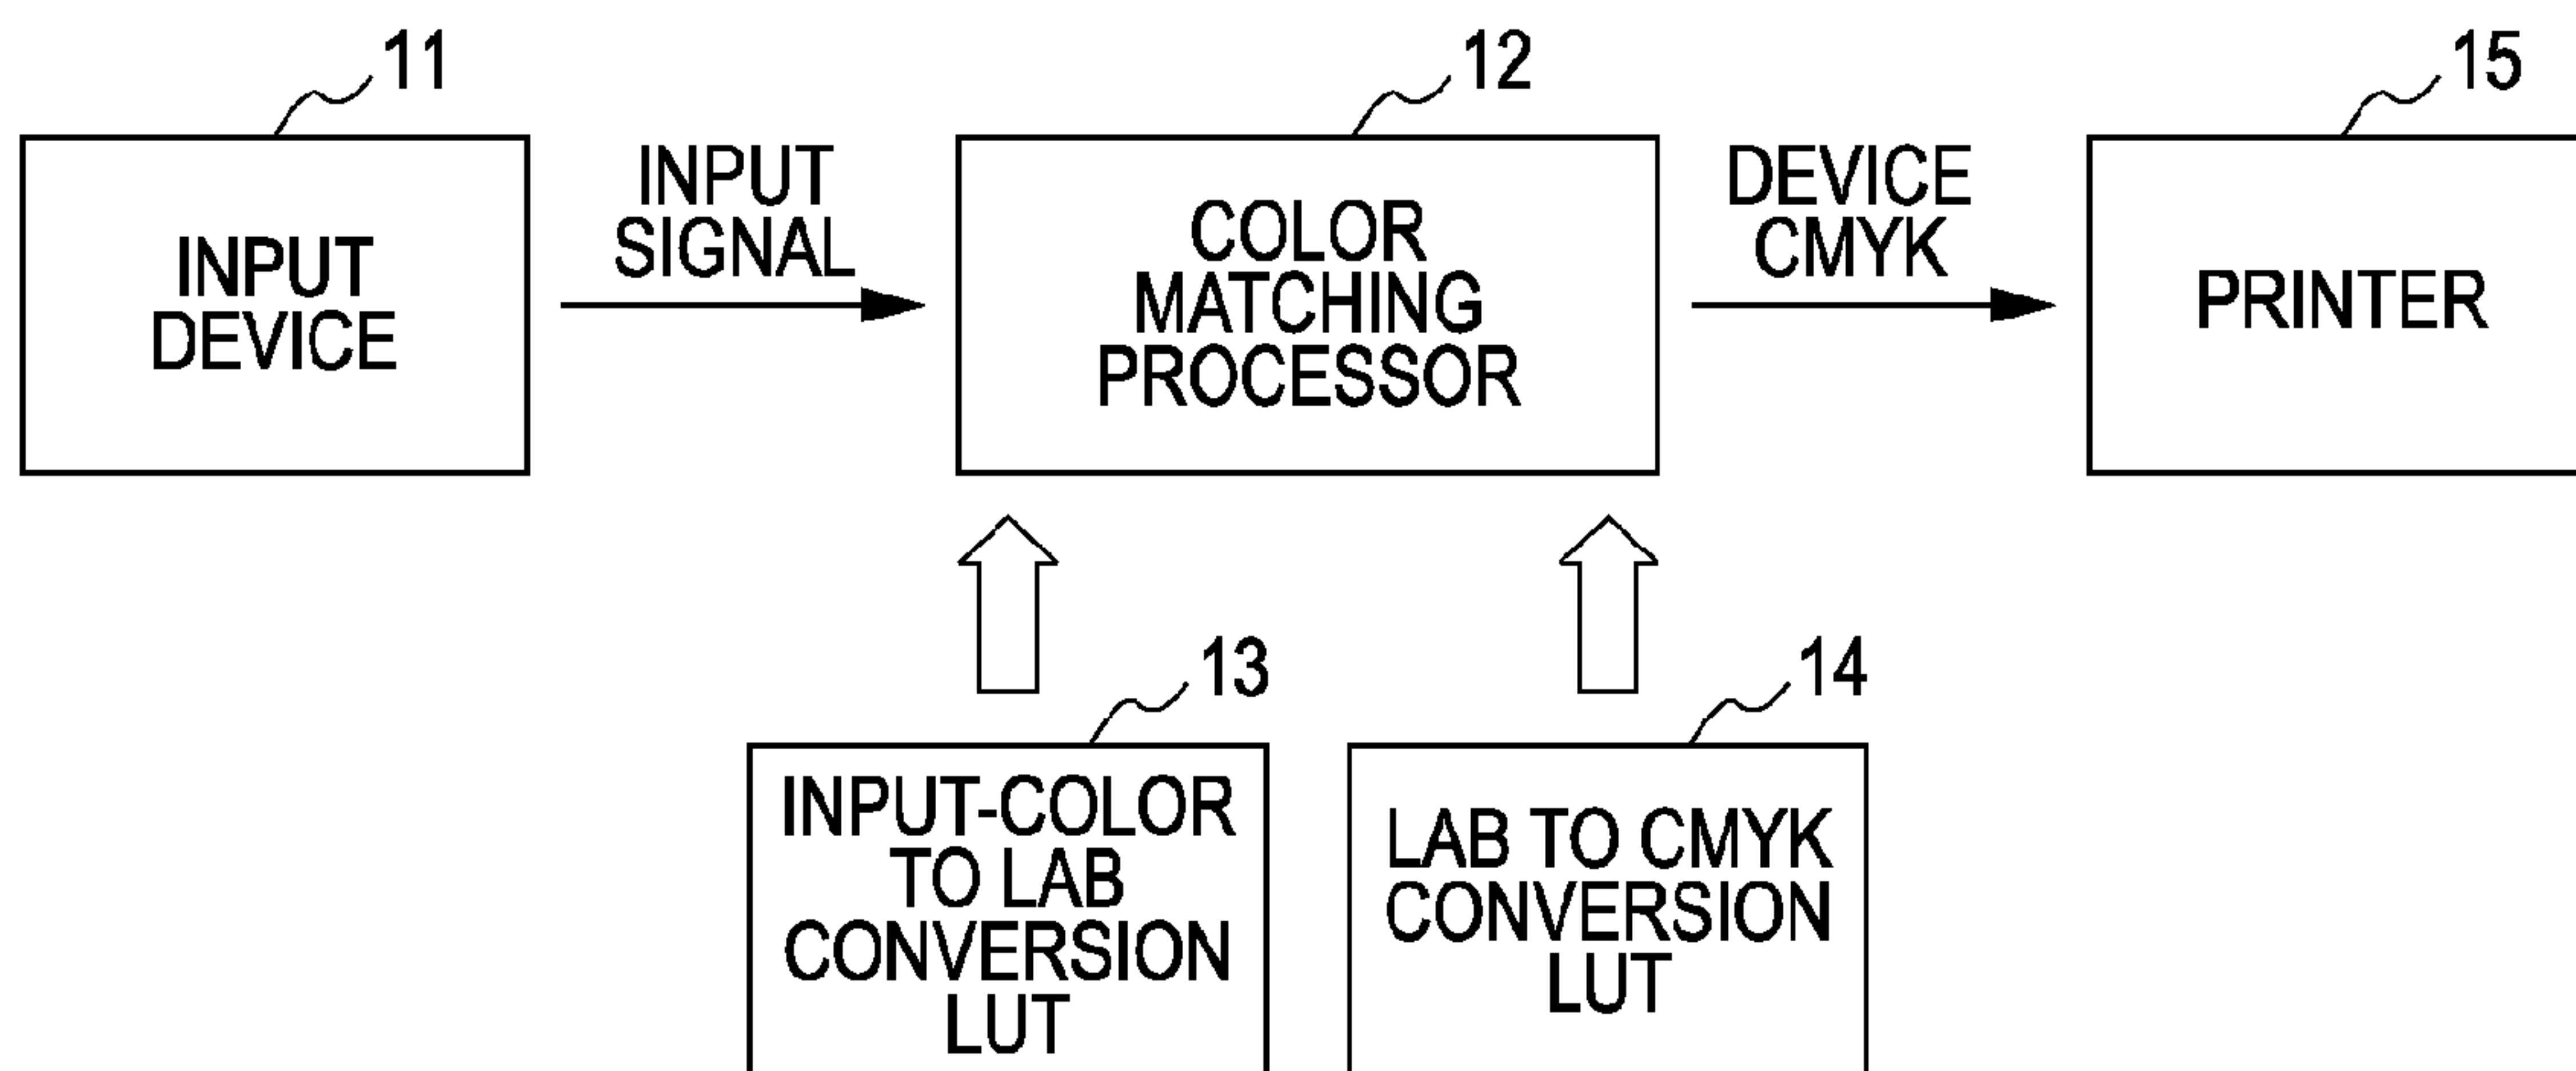 11
12
15
INPUT
DEVICE
INPUT
SIGNAL
COLOR
MATCHING
PROCESSOR
DEVICE
CMYK
PRINTER
13
14
INPUT-COLOR
TO LAB
CONVERSION
LUT
LAB TO CMYK
CONVERSION
LUT